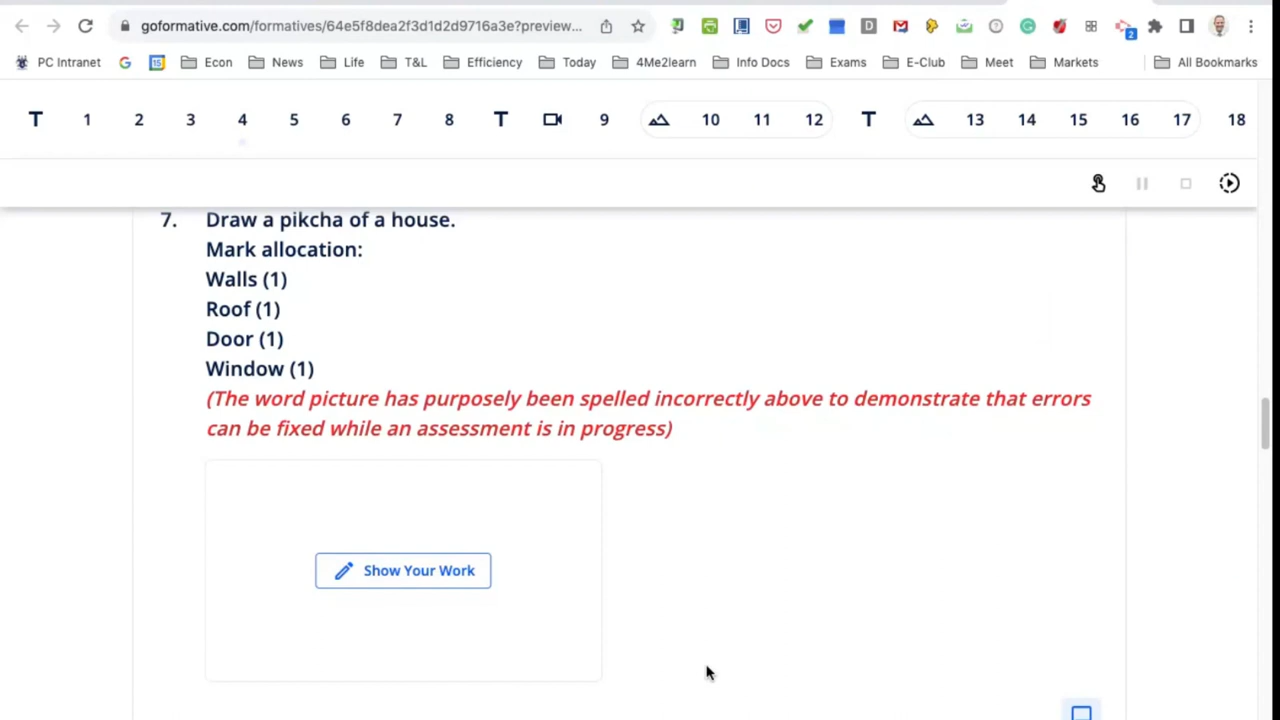 goformative.com/formatives/64e5f8dea2f3d1d2d9716a3e?preview...
2
PC Intranet
15
Econ
News
Life
T&L
Efficiency
Today
4Me2learn
Info Docs
Exams
E-Club
Meet
Markets
All Bookmarks
T 1 2 3 4 5 6 7 8 T 9 10 11 12 T 13 14 15 16 17 18
7. Draw a pikcha of a house.
Mark allocation:
Walls (1)
Roof (1)
Door (1)
Window (1)
(The word picture has purposely been spelled incorrectly above to demonstrate that errors
can be fixed while an assessment is in progress)
Show Your Work